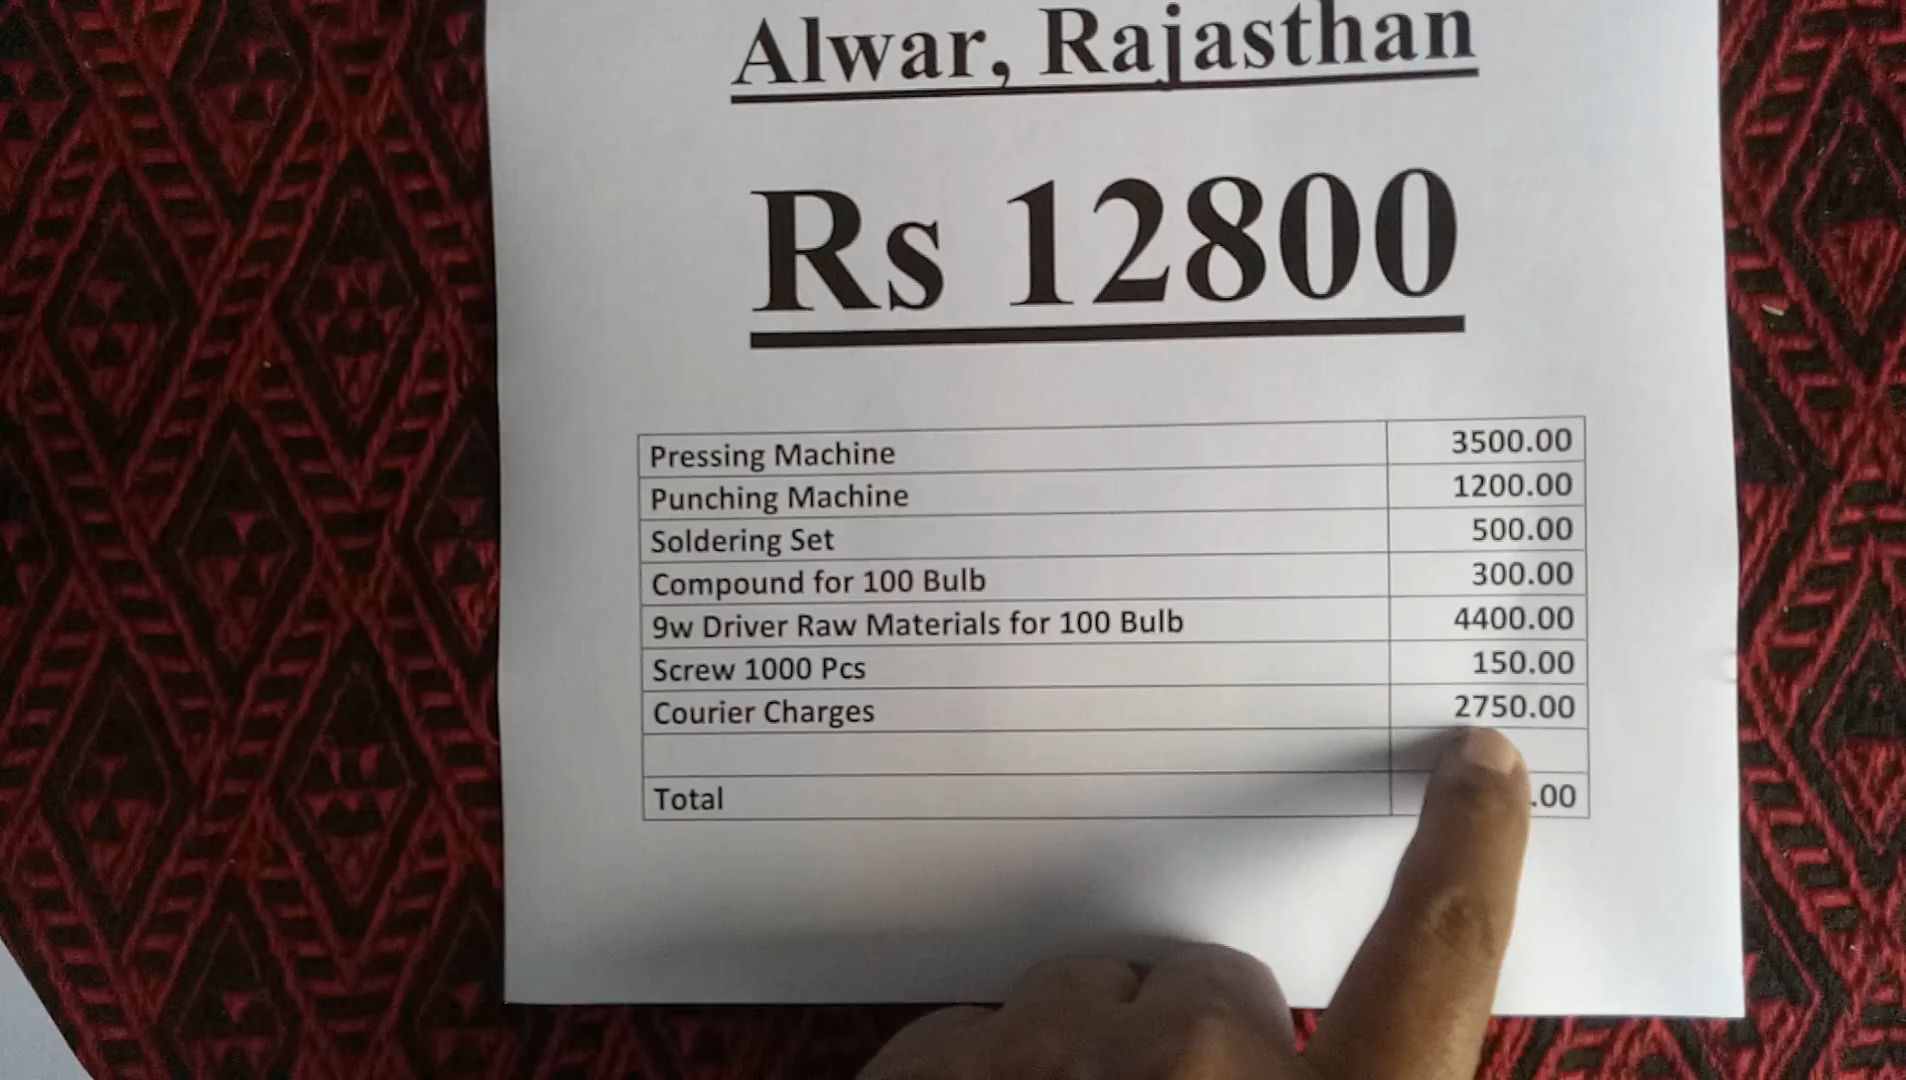 Alwar, Rajasthan
Rs 12800
Pressing Machine 3500.00
Punching Machine 1200.00
Soldering Set 500.00
Compound for 100 Bulb 300.00
9w Driver Raw Materials for 100 Bulb 4400.00
Screw 1000 Pcs 150.00
Courier Charges 2750.00
Total .00